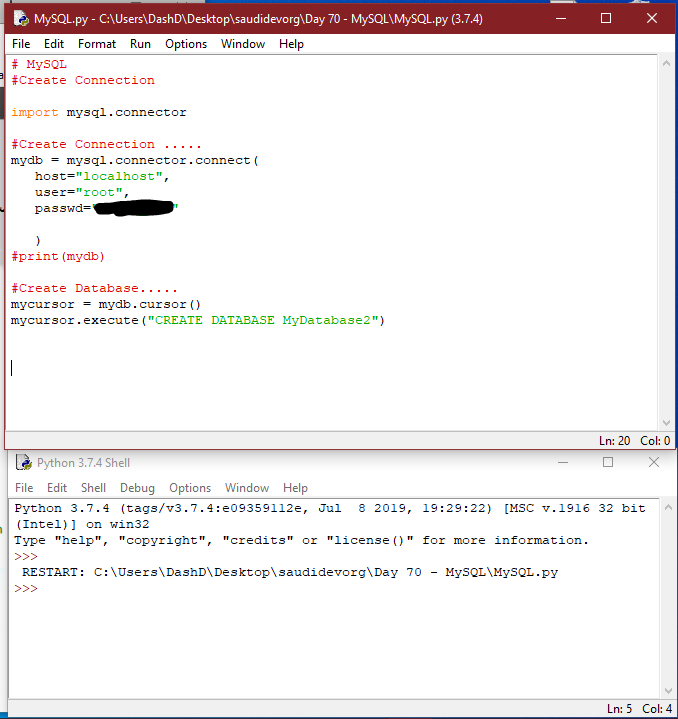 MySQL.py - C:\Users\DashD\Desktop\saudidevorg\Day 70 - MySQL\MySQL.py (3.7.4)
File Edit Format Run Options Window Help
# MySQL
#Create Connection
import mysql.connector
#Create Connection .....
mydb = mysql.connector.connect(
host="localhost",
user="root",
passwd=""
)
#print(mydb)
#Create Database.....
mycursor = mydb.cursor()
mycursor.execute("CREATE DATABASE MyDatabase2")
Ln: 20 Col: 0
Python 3.7.4 Shell
File Edit Shell Debug Options Window Help
Python 3.7.4 (tags/v3.7.4:e09359112e, Jul  8 2019, 19:29:22) [MSC v.1916 32 bit
(Intel)] on win32
Type "help", "copyright", "credits" or "license()" for more information.
>>>
RESTART: C:\Users\DashD\Desktop\saudidevorg\Day 70 - MySQL\MySQL.py
>>>
Ln: 5 Col: 4